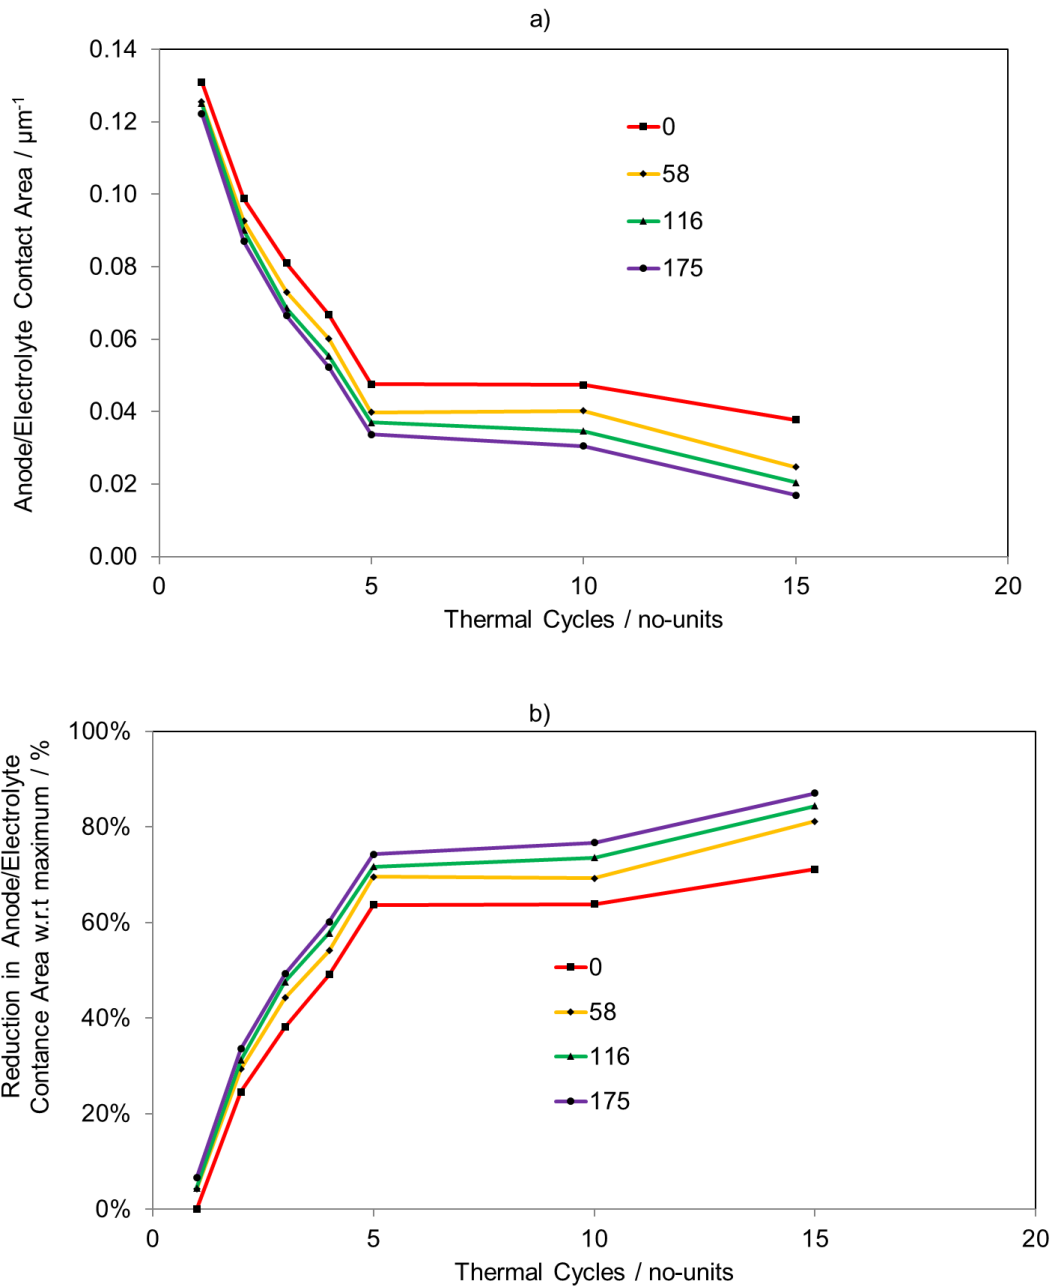 a)
0.14
0.12
0.10
0.08
0.06
0.04
0.02
0.00
Anode/Electrolyte Contact Area / µm⁻¹
0
58
116
175
0 5 10 15 20
Thermal Cycles / no-units
b)
100%
80%
60%
40%
20%
0%
Reduction in Anode/Electrolyte
Contance Area w.r.t maximum / %
0
58
116
175
0 5 10 15 20
Thermal Cycles / no-units